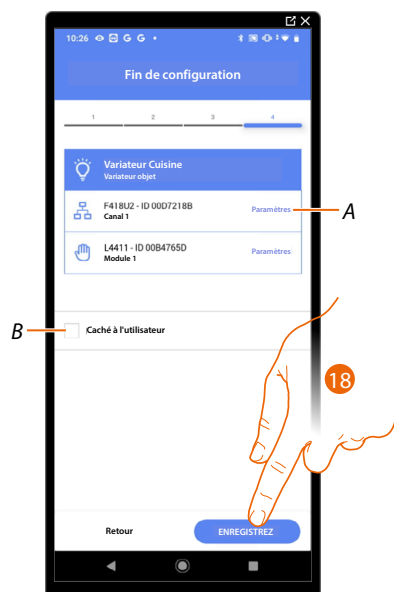 10:26 G G
Fin de configuration
1 2 3 4
Variateur Cuisine
Variateur objet
F418U2 - ID 00D7218B
Canal 1
Paramètres
A
L4411 - ID 00B4765D
Module 1
Paramètres
B
Caché à l'utilisateur
18
Retour
ENREGISTREZ